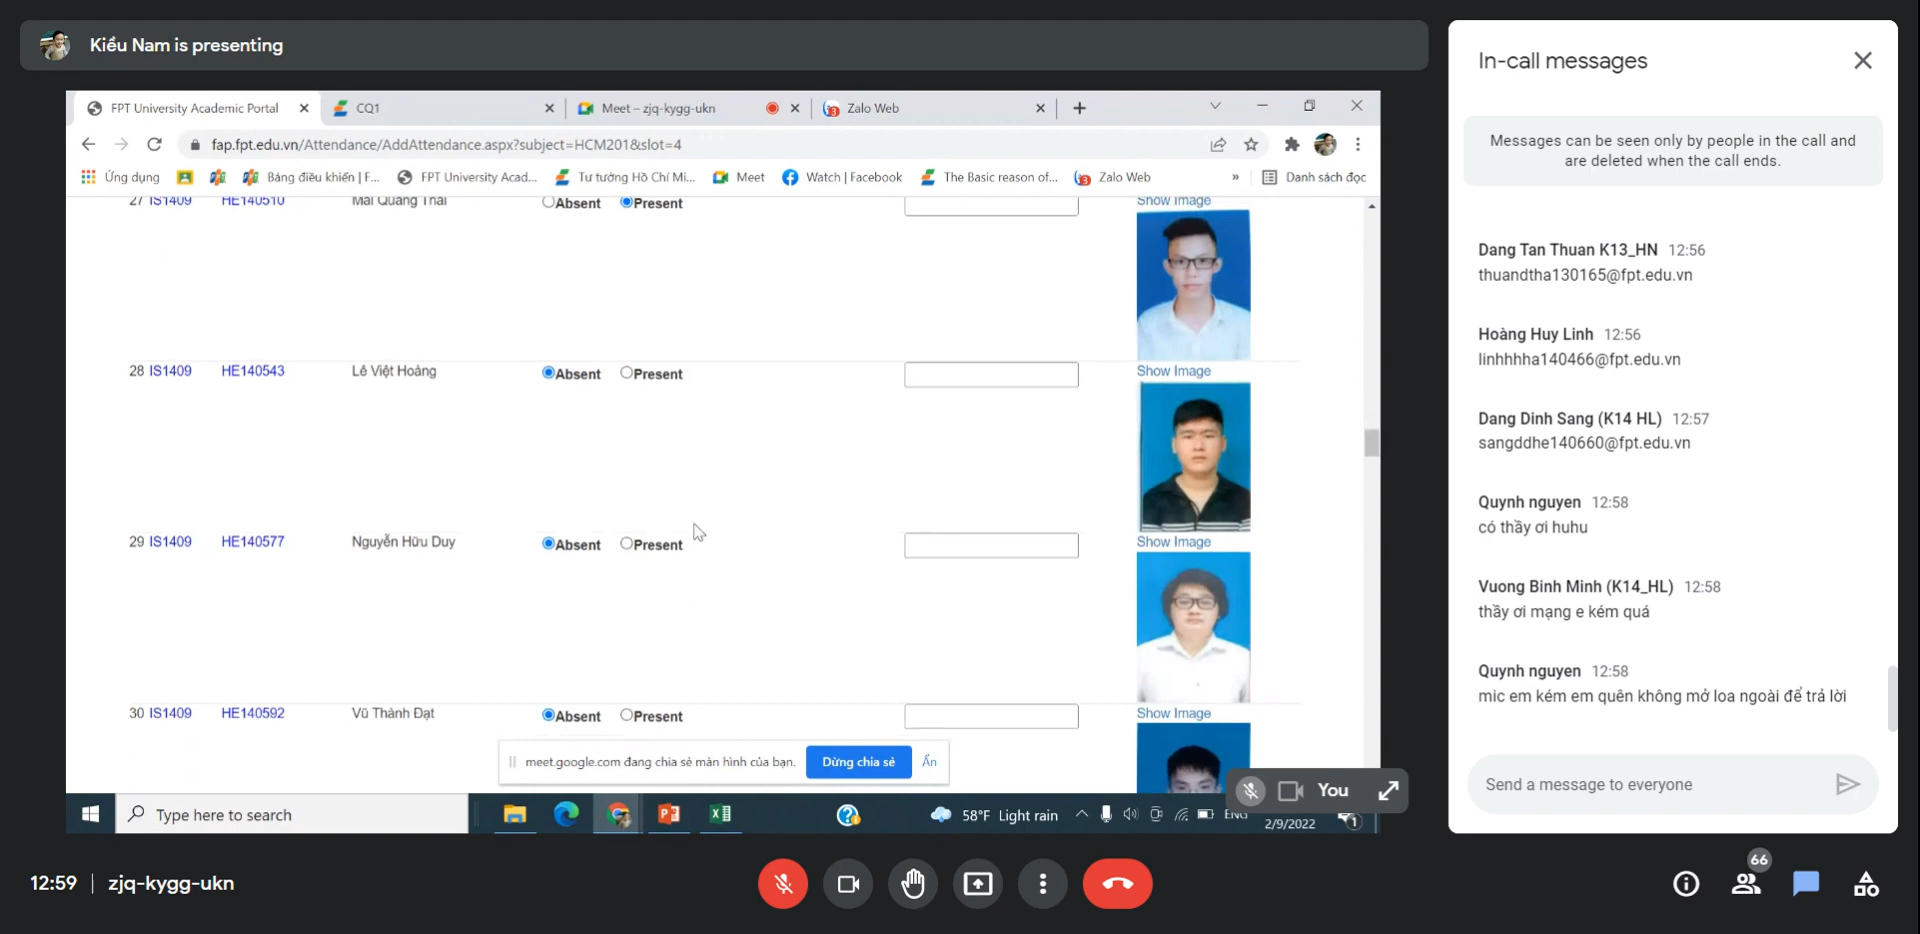 Kiều Nam is presenting
FPT University Academic Portal
CQ1
Meet – zjq-kygg-ukn
Zalo Web
fap.fpt.edu.vn/Attendance/AddAttendance.aspx?subject=HCM201&slot=4
Ứng dụng
Bảng điều khiển | F...
FPT University Acad...
Tư tưởng Hồ Chí Mi...
Meet
Watch | Facebook
The Basic reason of...
Zalo Web
»
Danh sách đọc
27 IS1409 HE140510 Mai Quang Thái Absent Present Show Image
28 IS1409 HE140543 Lê Việt Hoàng Absent Present Show Image
29 IS1409 HE140577 Nguyễn Hữu Duy Absent Present Show Image
30 IS1409 HE140592 Vũ Thành Đạt Absent Present Show Image
meet.google.com đang chia sẻ màn hình của bạn. Dừng chia sẻ Ẩn
You
Type here to search
58°F Light rain
ENG
2/9/2022
1
In-call messages
Messages can be seen only by people in the call and
are deleted when the call ends.
Dang Tan Thuan K13_HN 12:56
thuandtha130165@fpt.edu.vn
Hoàng Huy Linh 12:56
linhhhha140466@fpt.edu.vn
Dang Dinh Sang (K14 HL) 12:57
sangddhe140660@fpt.edu.vn
Quynh nguyen 12:58
có thầy ơi huhu
Vuong Binh Minh (K14_HL) 12:58
thầy ơi mạng e kém quá
Quynh nguyen 12:58
mic em kém em quên không mở loa ngoài để trả lời
Send a message to everyone
12:59 | zjq-kygg-ukn
66